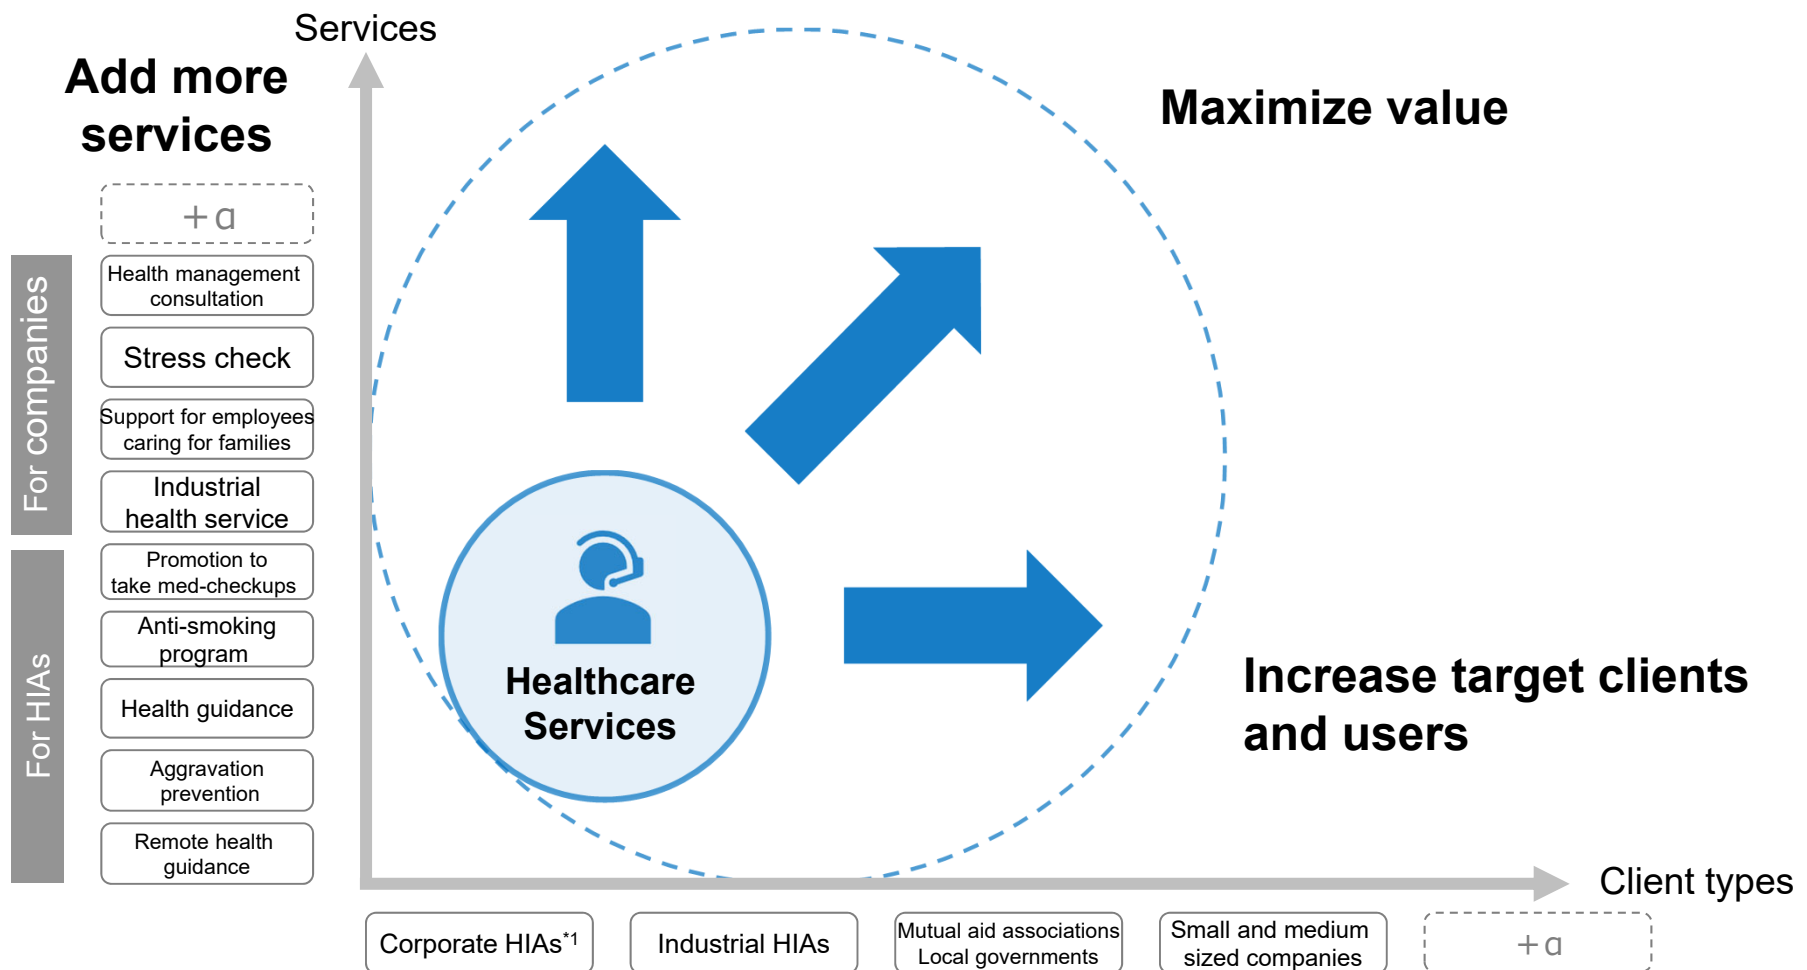 Services
Add more
services
Maximize value
+α
For companies
Health management
consultation
Stress check
Support for employees
caring for families
Industrial
health service
For HIAs
Promotion to
take med-checkups
Anti-smoking
program
Health guidance
Aggravation
prevention
Remote health
guidance
Healthcare
Services
Increase target clients
and users
Client types
Corporate HIAs*1
Industrial HIAs
Mutual aid associations
Local governments
Small and medium
sized companies
+α